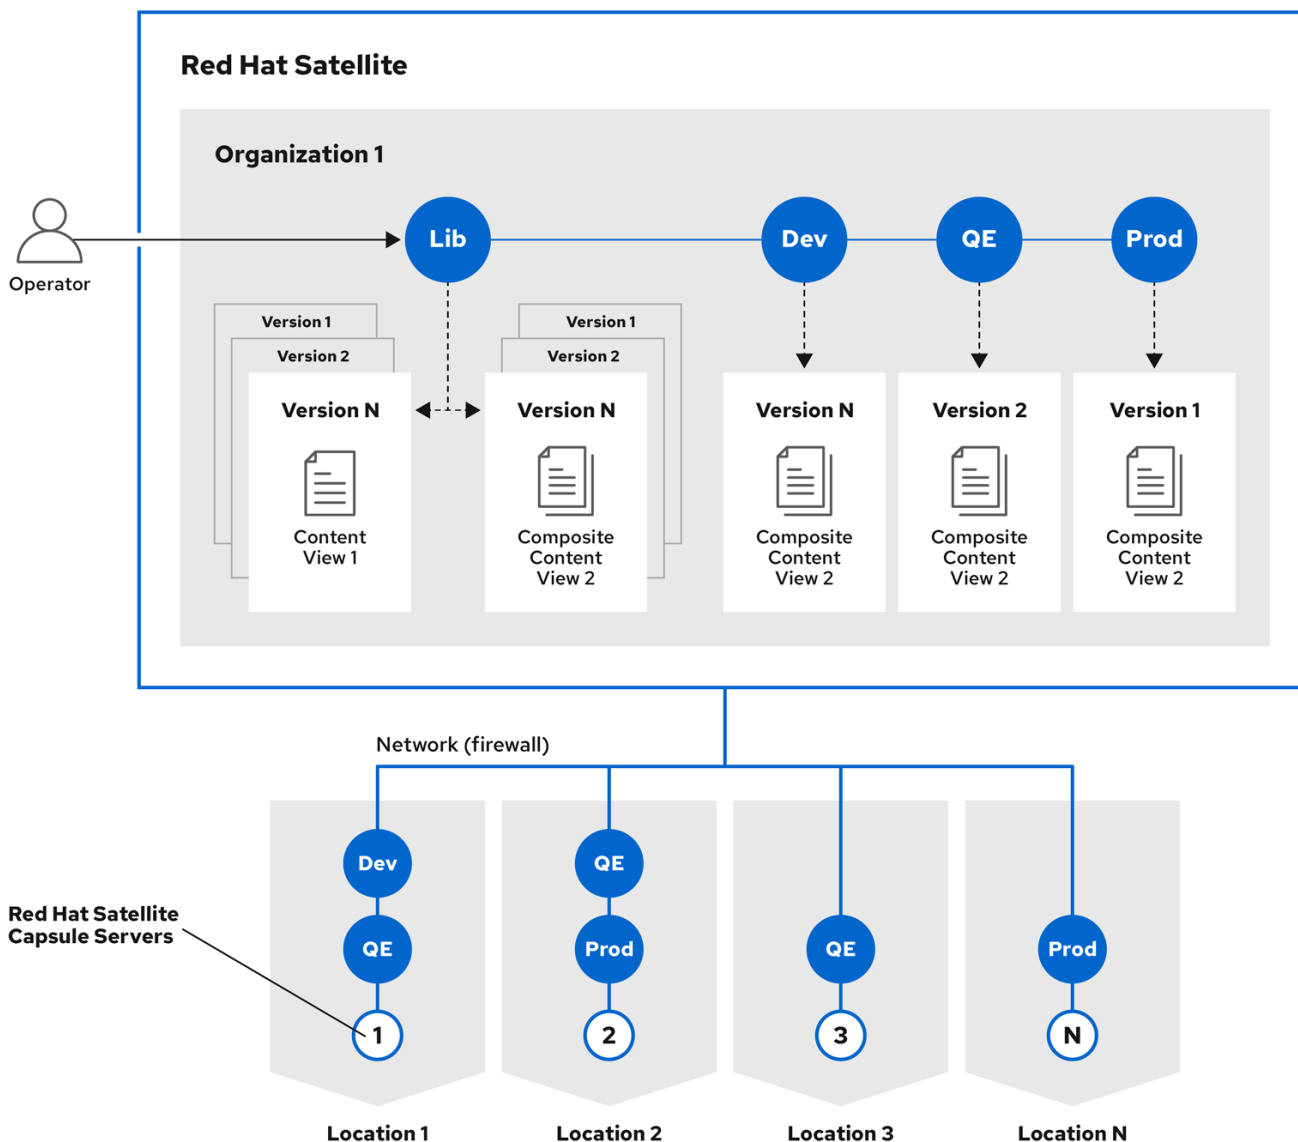 Red Hat Satellite
Organization 1
Operator
Lib
Dev
QE
Prod
Version 1
Version 2
Version N
Content
View 1
Version 1
Version 2
Version N
Composite
Content
View 2
Version N
Composite
Content
View 2
Version 2
Composite
Content
View 2
Version 1
Composite
Content
View 2
Network (firewall)
Red Hat Satellite
Capsule Servers
Dev
QE
1
Location 1
QE
Prod
2
Location 2
QE
3
Location 3
Prod
N
Location N